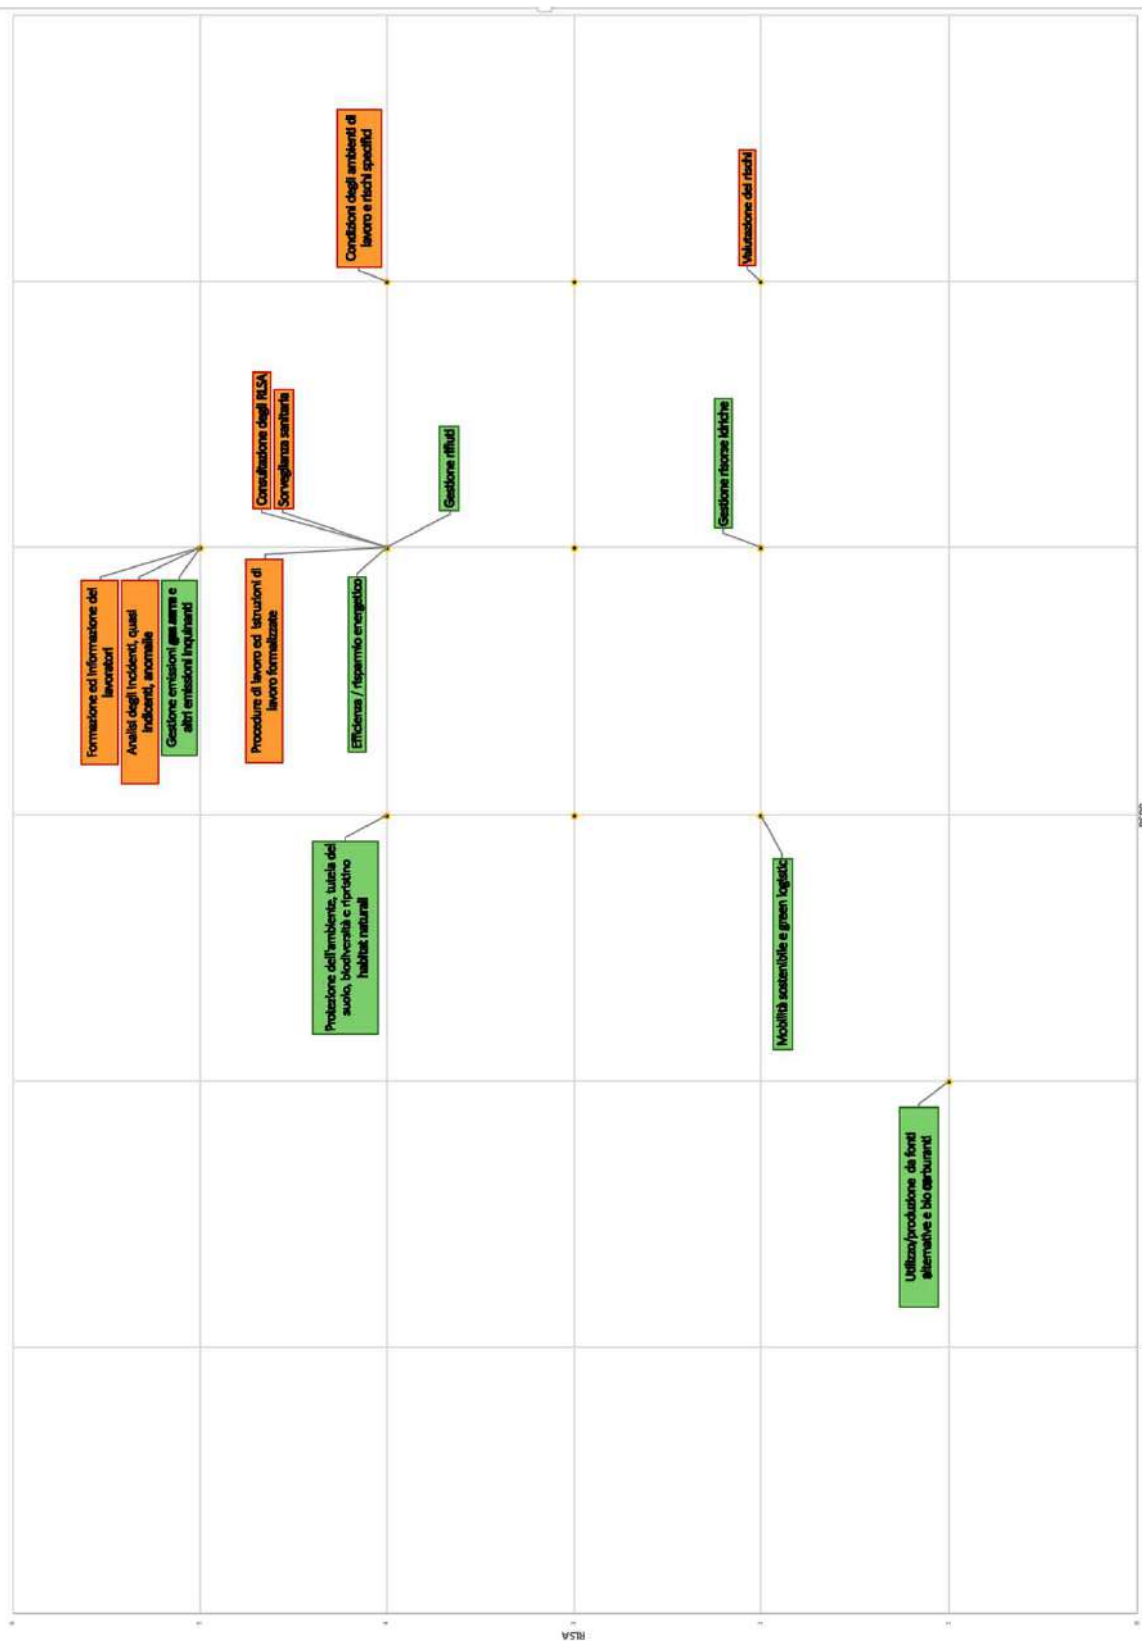 Condizioni degli ambienti di
lavoro e rischi specifici
Valutazione dei rischi
Consultazione degli RLSA
Sorveglianza sanitaria
Gestione rifiuti
Gestione risorse idriche
Formazione ed informazione dei
lavoratori
Analisi degli incidenti, quasi
indicenti, anomalie
Gestione emissioni gas serra e
altri emissioni inquinanti
Procedure di lavoro ed istruzioni di
lavoro formalizzate
Efficienza / risparmio energetico
Protezione dell'ambiente, tutela del
suolo, biodiversità e ripristino
habitat naturali
Mobilità sostenibile e green logistic
Utilizzo/produzione da fonti
alternative e bio carburanti
RLSA